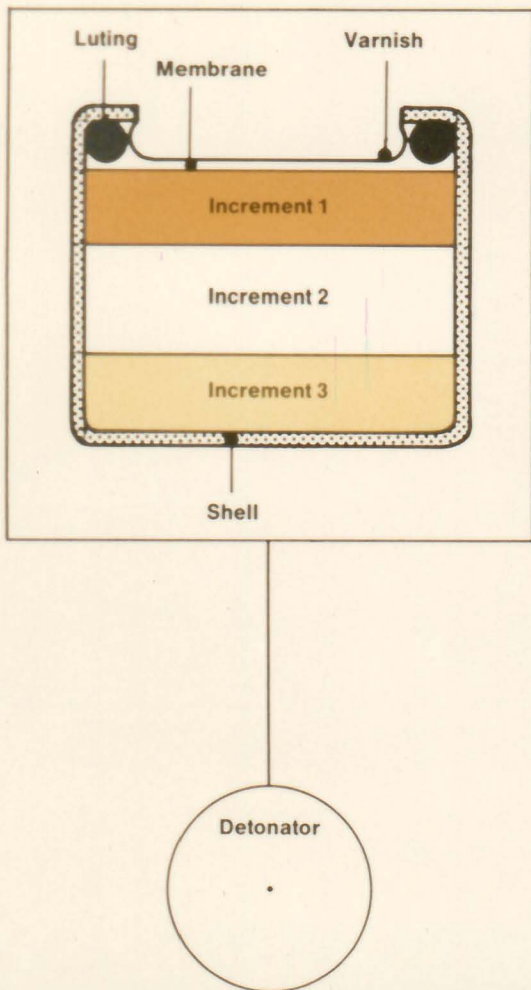 Luting
Varnish
Membrane
Increment 1
Increment 2
Increment 3
Shell
Detonator